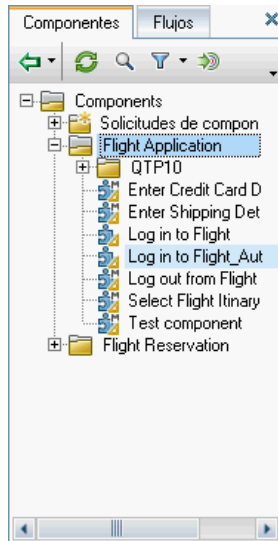 Componentes Flujos
Components
Solicitudes de compon
Flight Application
QTP10
Enter Credit Card D
Enter Shipping Det
Log in to Flight
Log in to Flight_Aut
Log out from Flight
Select Flight Itinary
Test component
Flight Reservation